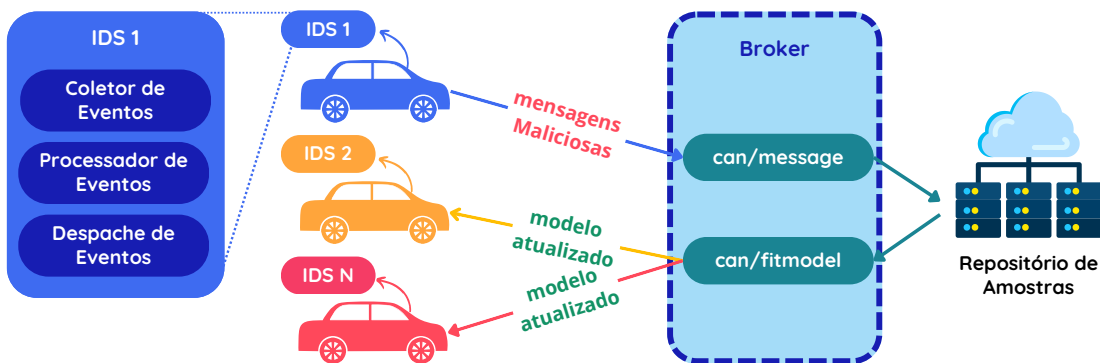 IDS 1
Coletor de
Eventos
Processador de
Eventos
Despache de
Eventos
IDS 1
IDS 2
IDS N
mensagens
Maliciosas
modelo
atualizado
modelo
atualizado
Broker
can/message
can/fitmodel
Repositório de
Amostras